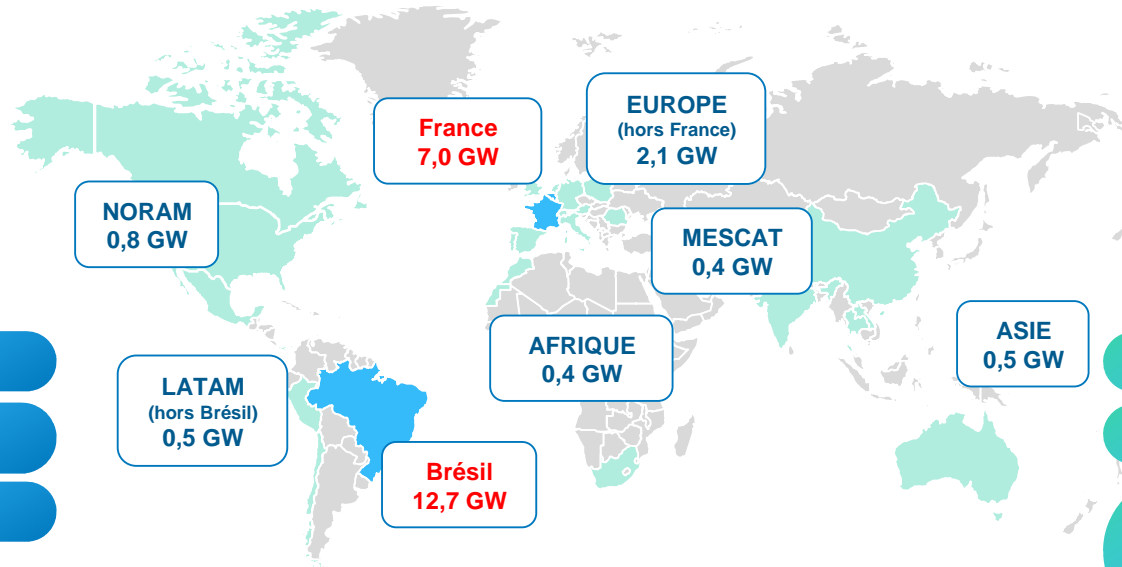 EUROPE
(hors France)
2,1 GW
France
7,0 GW
NORAM
0,8 GW
MESCAT
0,4 GW
ASIE
0,5 GW
AFRIQUE
0,4 GW
LATAM
(hors Brésil)
0,5 GW
Brésil
12,7 GW